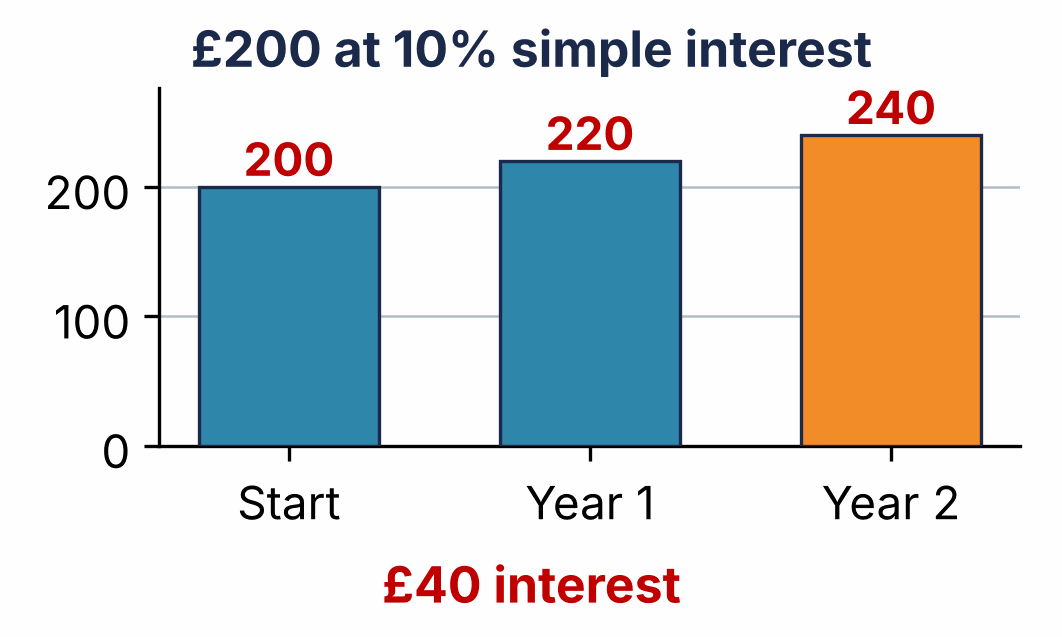 £200 at 10% simple interest
200
220
240
200
100
0
Start
Year 1
Year 2
£40 interest